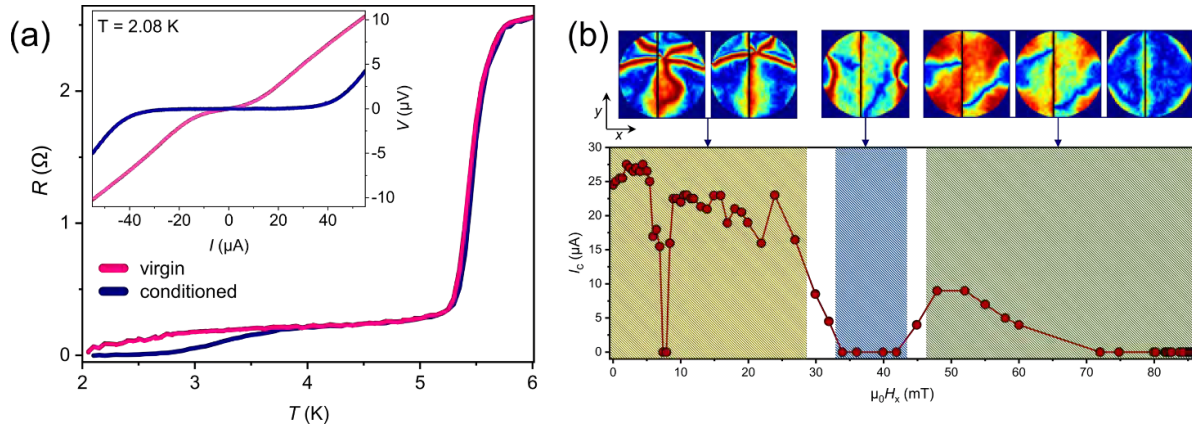 (a)
T = 2.08 K
10
5
0
-5
-10
V (µV)
-40
-20
0
20
40
I (µA)
2
1
0
R (Ω)
virgin
conditioned
2
3
4
5
6
T (K)
(b)
y
x
30
25
20
15
10
5
0
Ic (µA)
0
10
20
30
40
50
60
70
80
µ0Hx (mT)